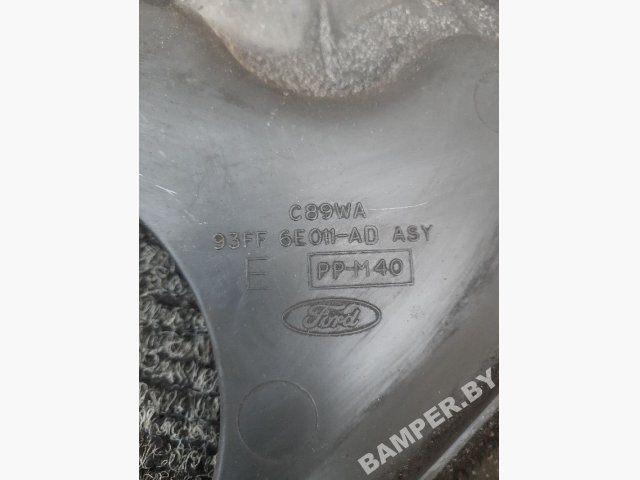 C89WA
93FF 6E011-AD ASY
E PP-M40
Ford
BAMPER.BY